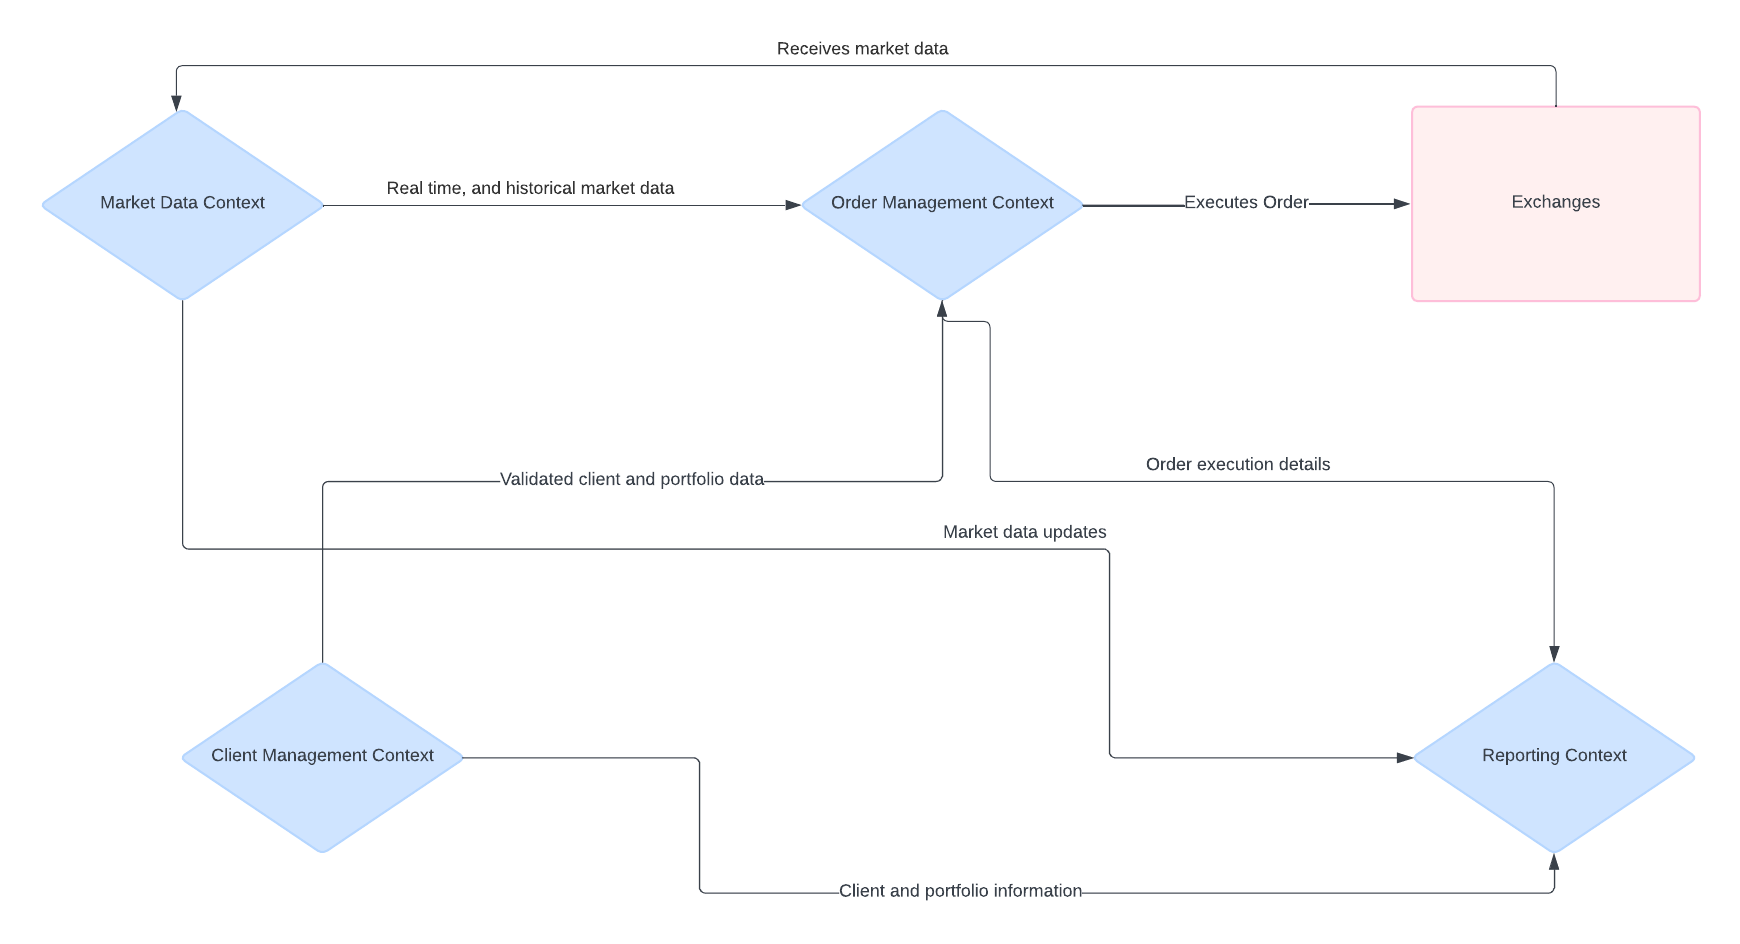 Receives market data
Market Data Context
Real time, and historical market data
Order Management Context
Executes Order
Exchanges
Validated client and portfolio data
Order execution details
Market data updates
Client Management Context
Reporting Context
Client and portfolio information